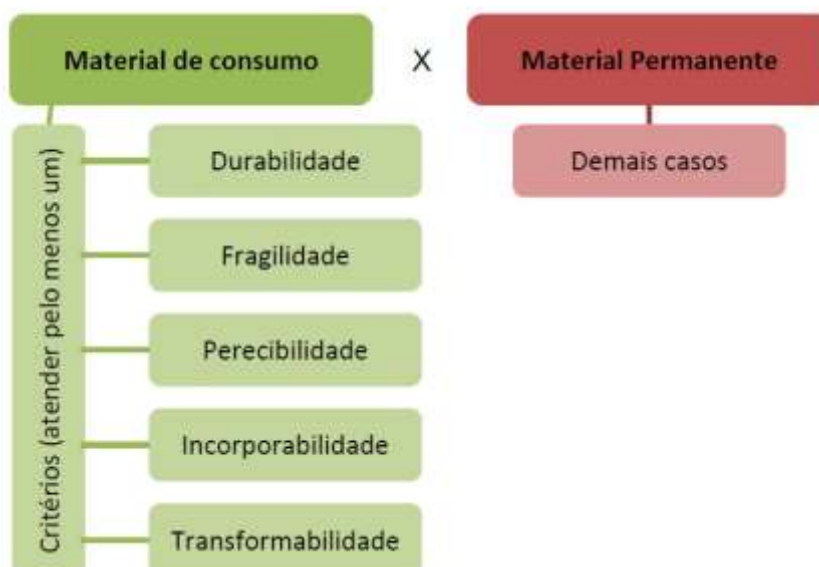 Material de consumo
X
Material Permanente
Critérios (atender pelo menos um)
Durabilidade
Fragilidade
Perecibilidade
Incorporabilidade
Transformabilidade
Demais casos